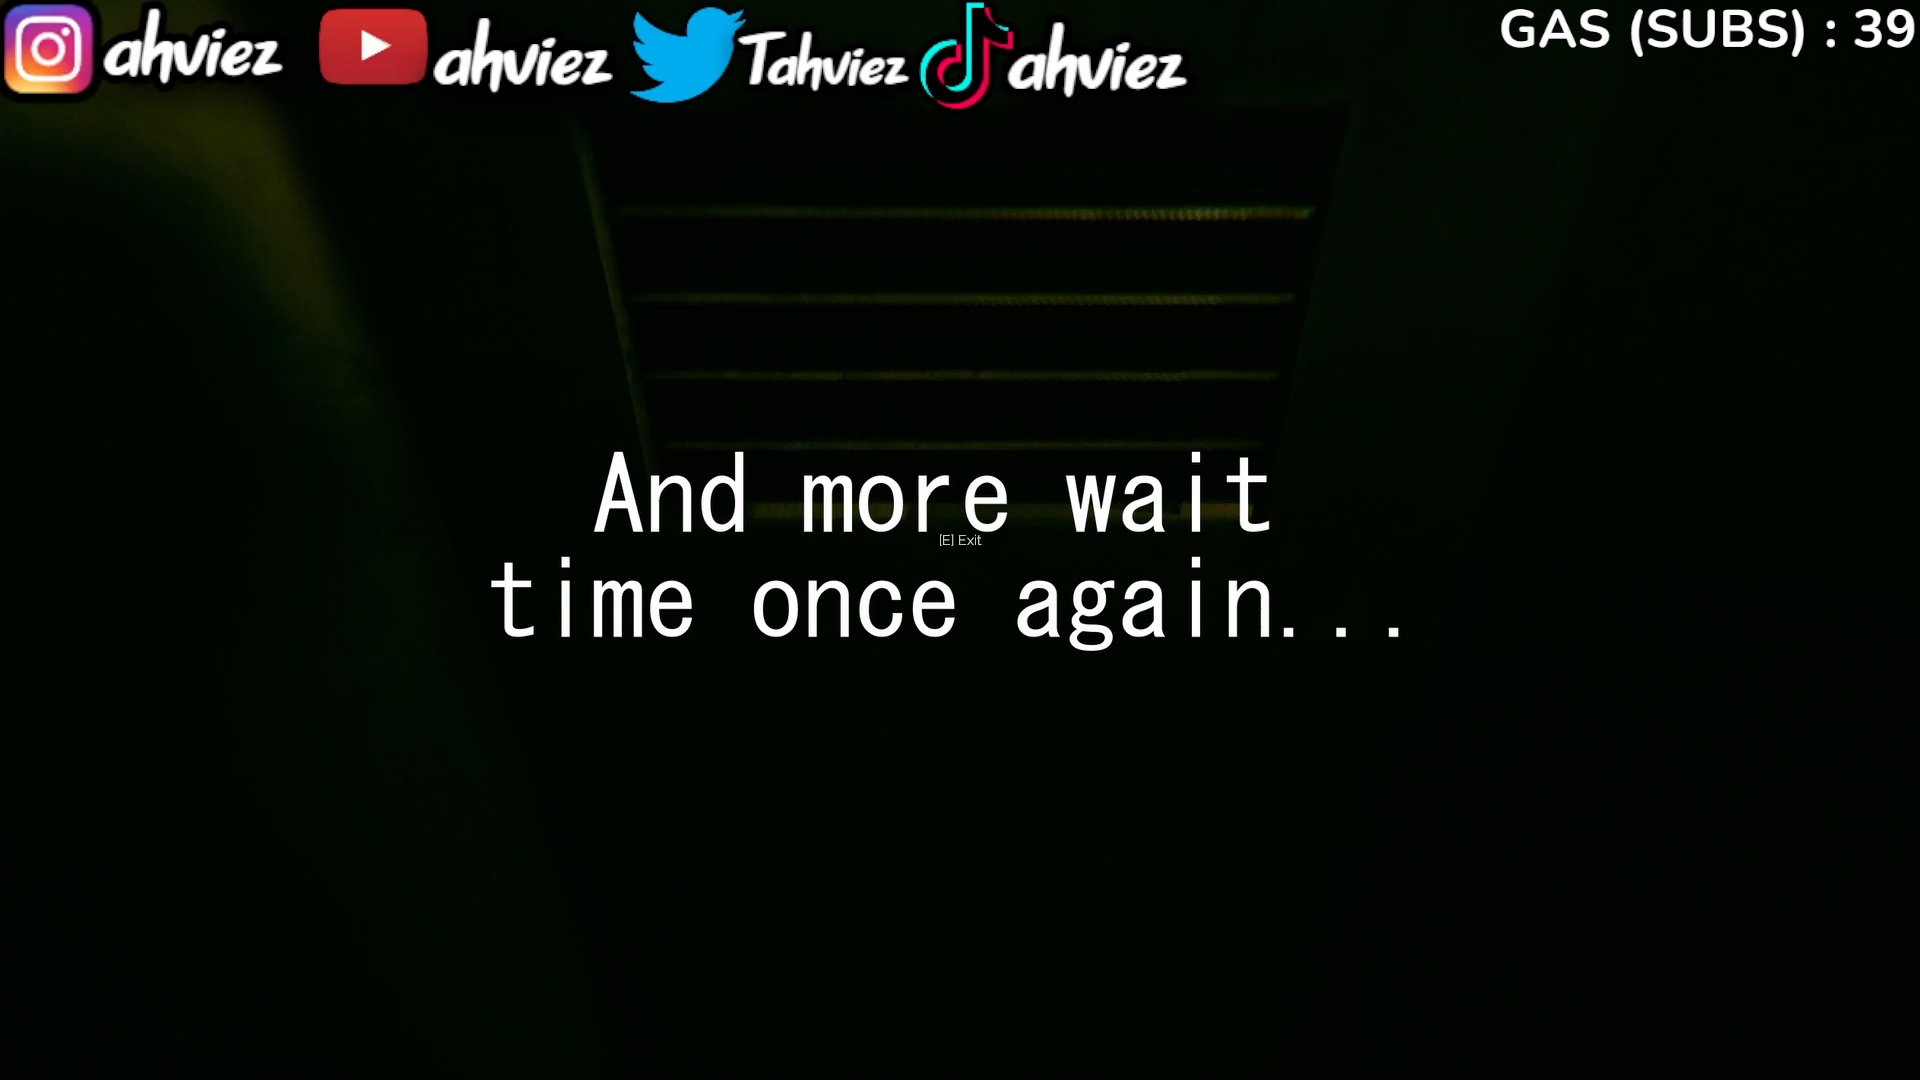 ahviez ahviez Tahviez ahviez GAS (SUBS) : 39
And more wait
[E] Exit
time once again...